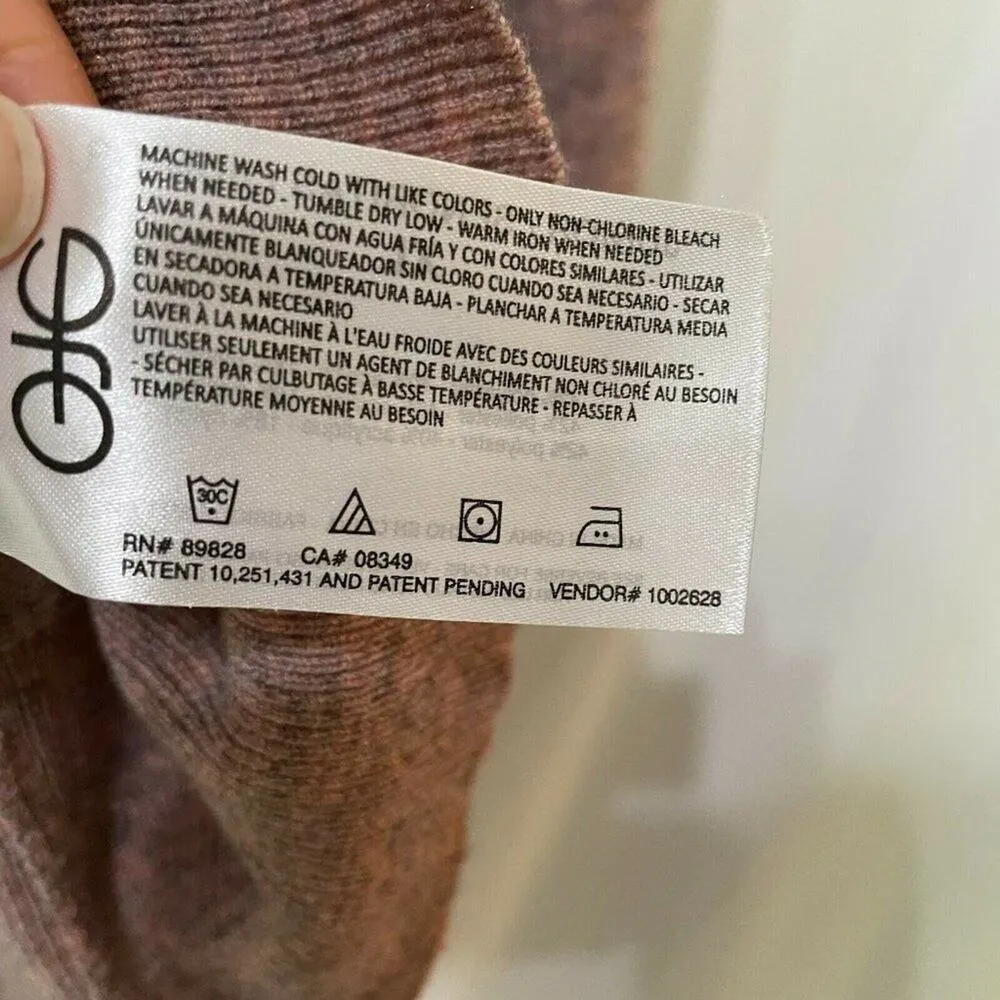 MACHINE WASH COLD WITH LIKE COLORS - ONLY NON-CHLORINE BLEACH
WHEN NEEDED - TUMBLE DRY LOW - WARM IRON WHEN NEEDED
LAVAR A MÁQUINA CON AGUA FRÍA Y CON COLORES SIMILARES - UTILIZAR
ÚNICAMENTE BLANQUEADOR SIN CLORO CUANDO SEA NECESARIO - SECAR
EN SECADORA A TEMPERATURA BAJA - PLANCHAR A TEMPERATURA MEDIA
CUANDO SEA NECESARIO
LAVER À LA MACHINE À L'EAU FROIDE AVEC DES COULEURS SIMILAIRES -
UTILISER SEULEMENT UN AGENT DE BLANCHIMENT NON CHLORÉ AU BESOIN
- SÉCHER PAR CULBUTAGE À BASSE TEMPÉRATURE - REPASSER À
TEMPÉRATURE MOYENNE AU BESOIN
30C
RN# 89828 CA# 08349
PATENT 10,251,431 AND PATENT PENDING VENDOR# 1002628